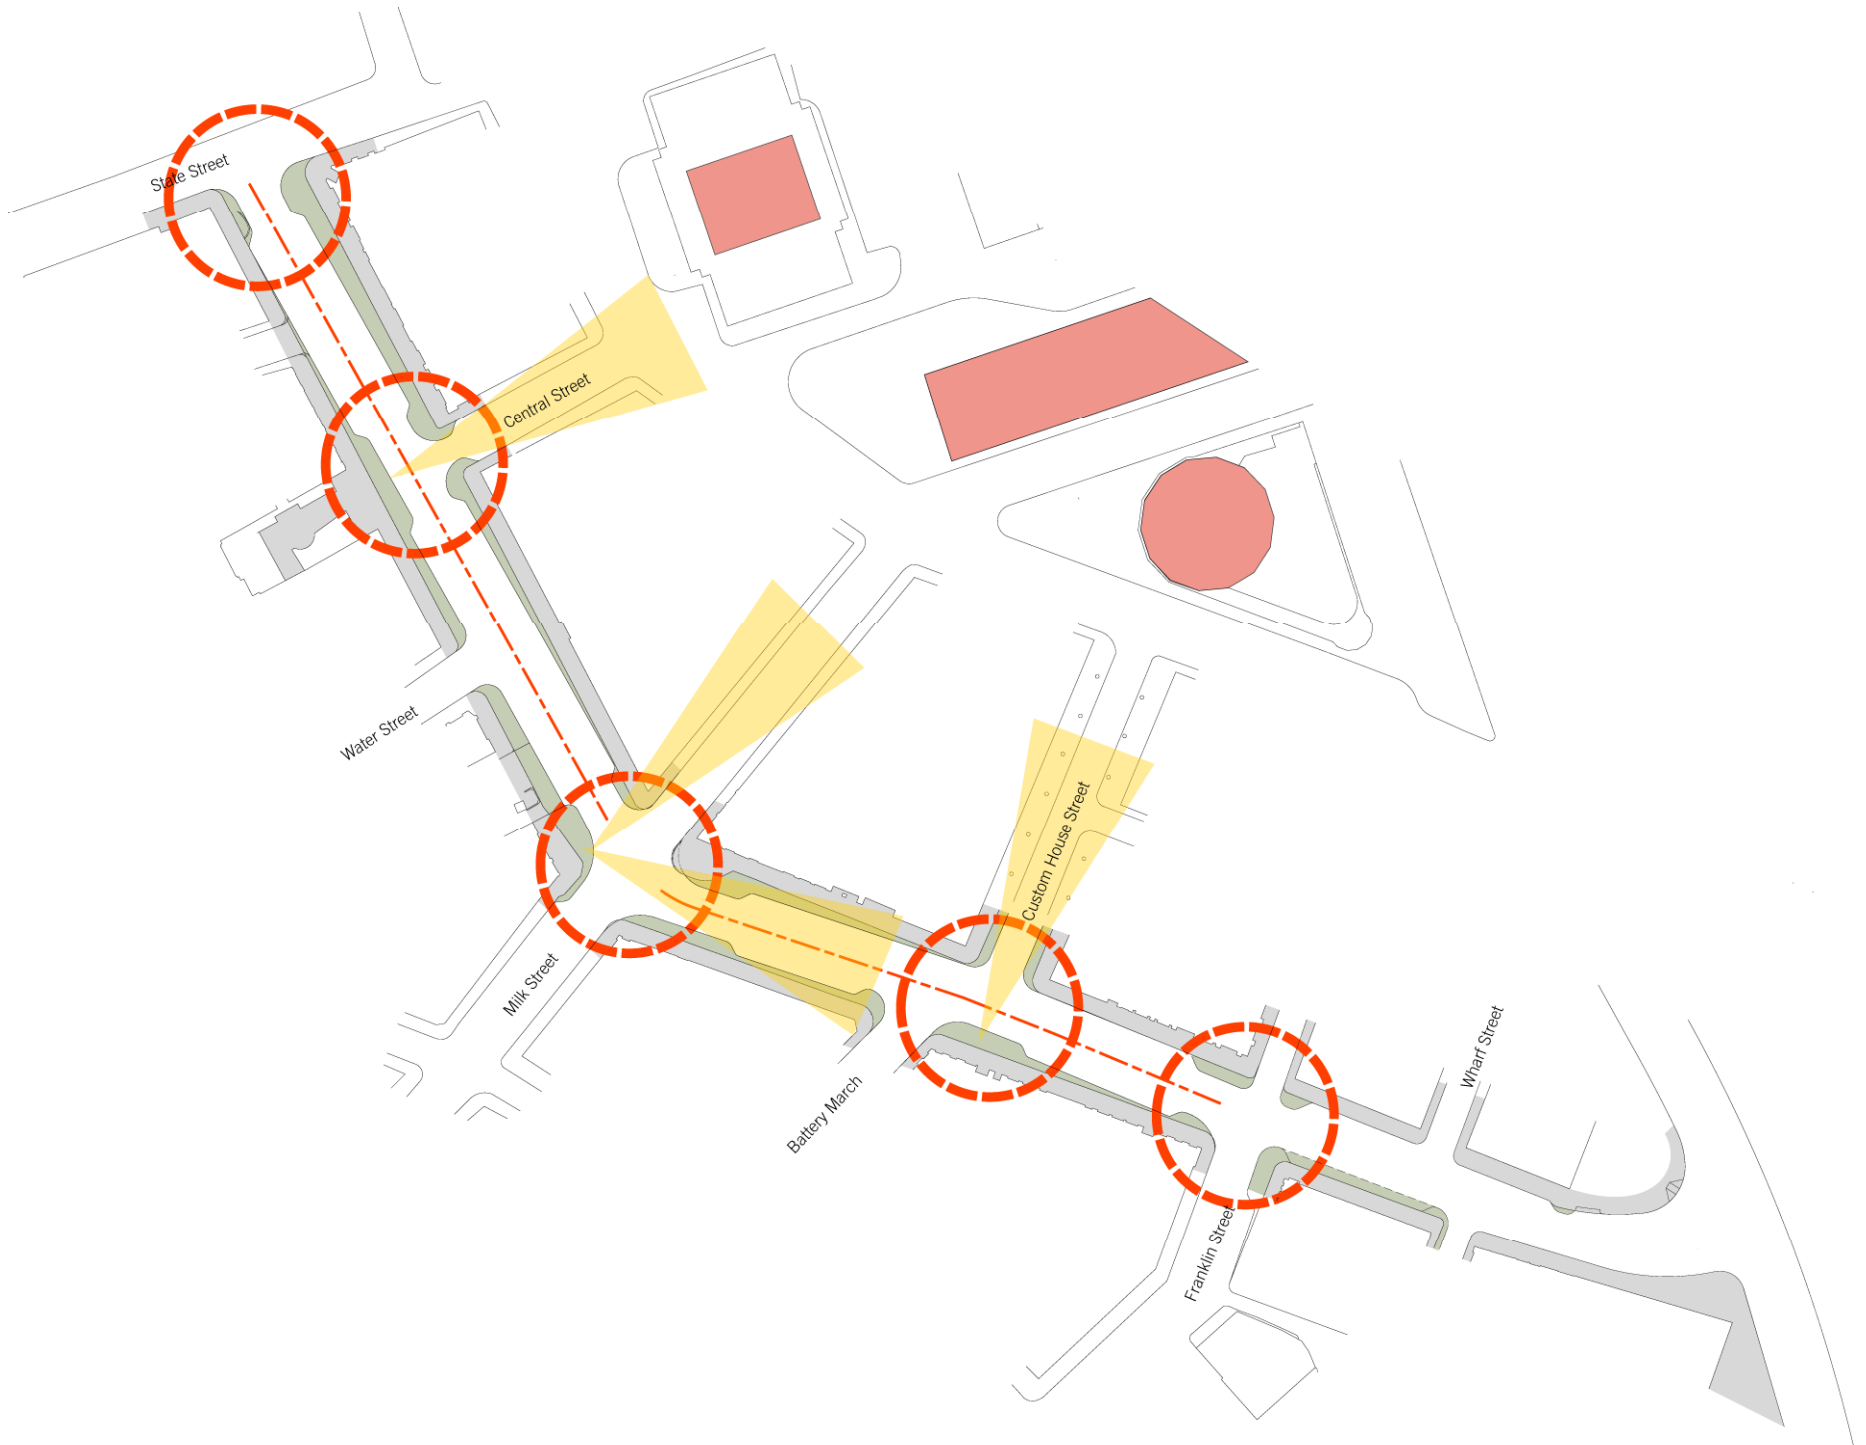 State Street
Central Street
Water Street
Custom House Street
Milk Street
Wharf Street
Battery March
Franklin Street